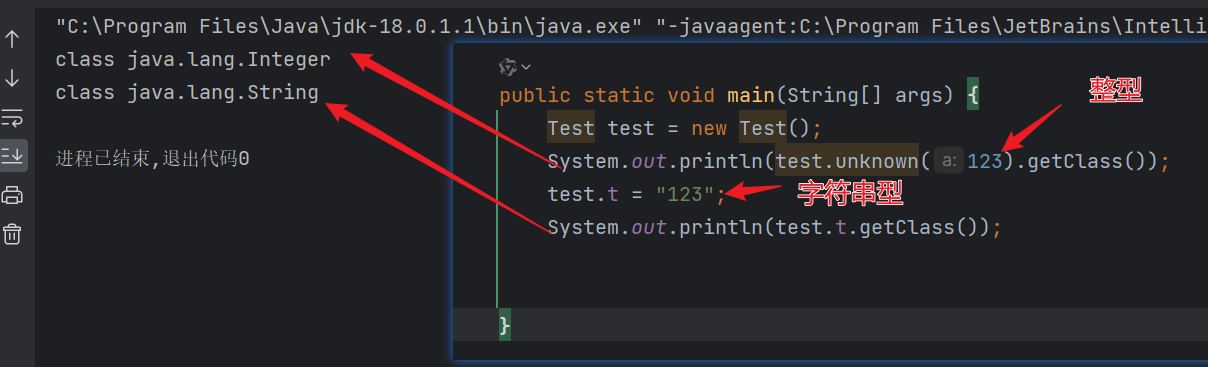 "C:\Program Files\Java\jdk-18.0.1.1\bin\java.exe" "-javaagent:C:\Program Files\JetBrains\Intelli
class java.lang.Integer
class java.lang.String
进程已结束,退出代码0
public static void main(String[] args) {
整型
Test test = new Test();
System.out.println(test.unknown( a: 123).getClass());
test.t = "123";
字符串型
System.out.println(test.t.getClass());
}